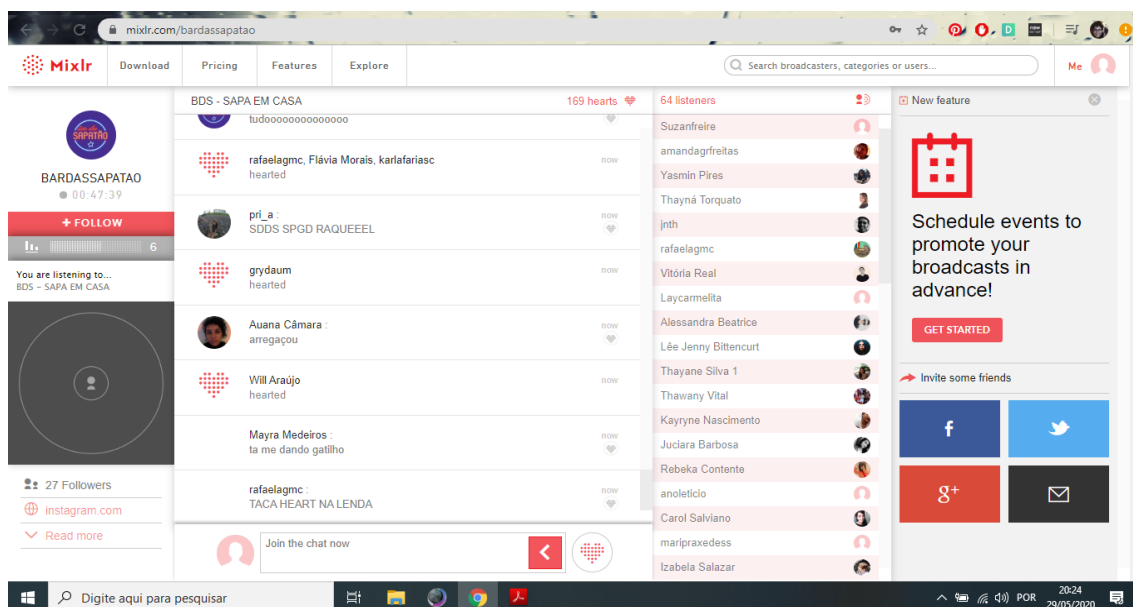 mixlr.com/bardassapatao
Mixlr
Download
Pricing
Features
Explore
Search broadcasters, categories or users...
Me
SAPATÃO
BARDASSAPATAO
00:47:39
+ FOLLOW
6
You are listening to...
BDS - SAPA EM CASA
27 Followers
instagram.com
Read more
BDS - SAPA EM CASA
169 hearts
tudoooooooooooooo
rafaelagmc, Flávia Morais, karlafariasc
now
hearted
pri_a :
now
SDDS SPGD RAQUEEEL
grydaum
now
hearted
Auana Câmara :
now
arregaçou
Will Araújo
now
hearted
Mayra Medeiros :
now
ta me dando gatilho
rafaelagmc :
now
TACA HEART NA LENDA
Join the chat now
64 listeners
Suzanfreire
amandagrfreitas
Yasmin Pires
Thayná Torquato
jnth
rafaelagmc
Vitória Real
Laycarmelita
Alessandra Beatrice
Lêe Jenny Bittencurt
Thayane Silva 1
Thawany Vital
Kayryne Nascimento
Juciara Barbosa
Rebeka Contente
anoleticio
Carol Salviano
maripraxedess
Izabela Salazar
New feature
Schedule events to
promote your
broadcasts in
advance!
GET STARTED
Invite some friends
f
g+
Digite aqui para pesquisar
POR
20:24
29/05/2020